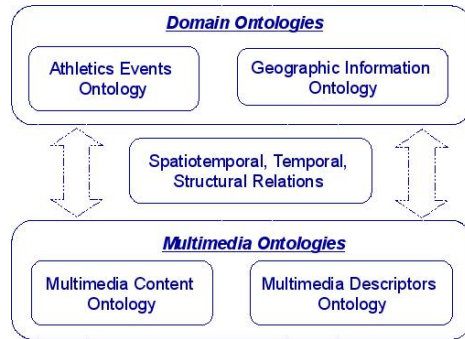 Domain Ontologies
Athletics Events
Ontology
Geographic Information
Ontology
Spatiotemporal, Temporal,
Structural Relations
Multimedia Ontologies
Multimedia Content
Ontology
Multimedia Descriptors
Ontology